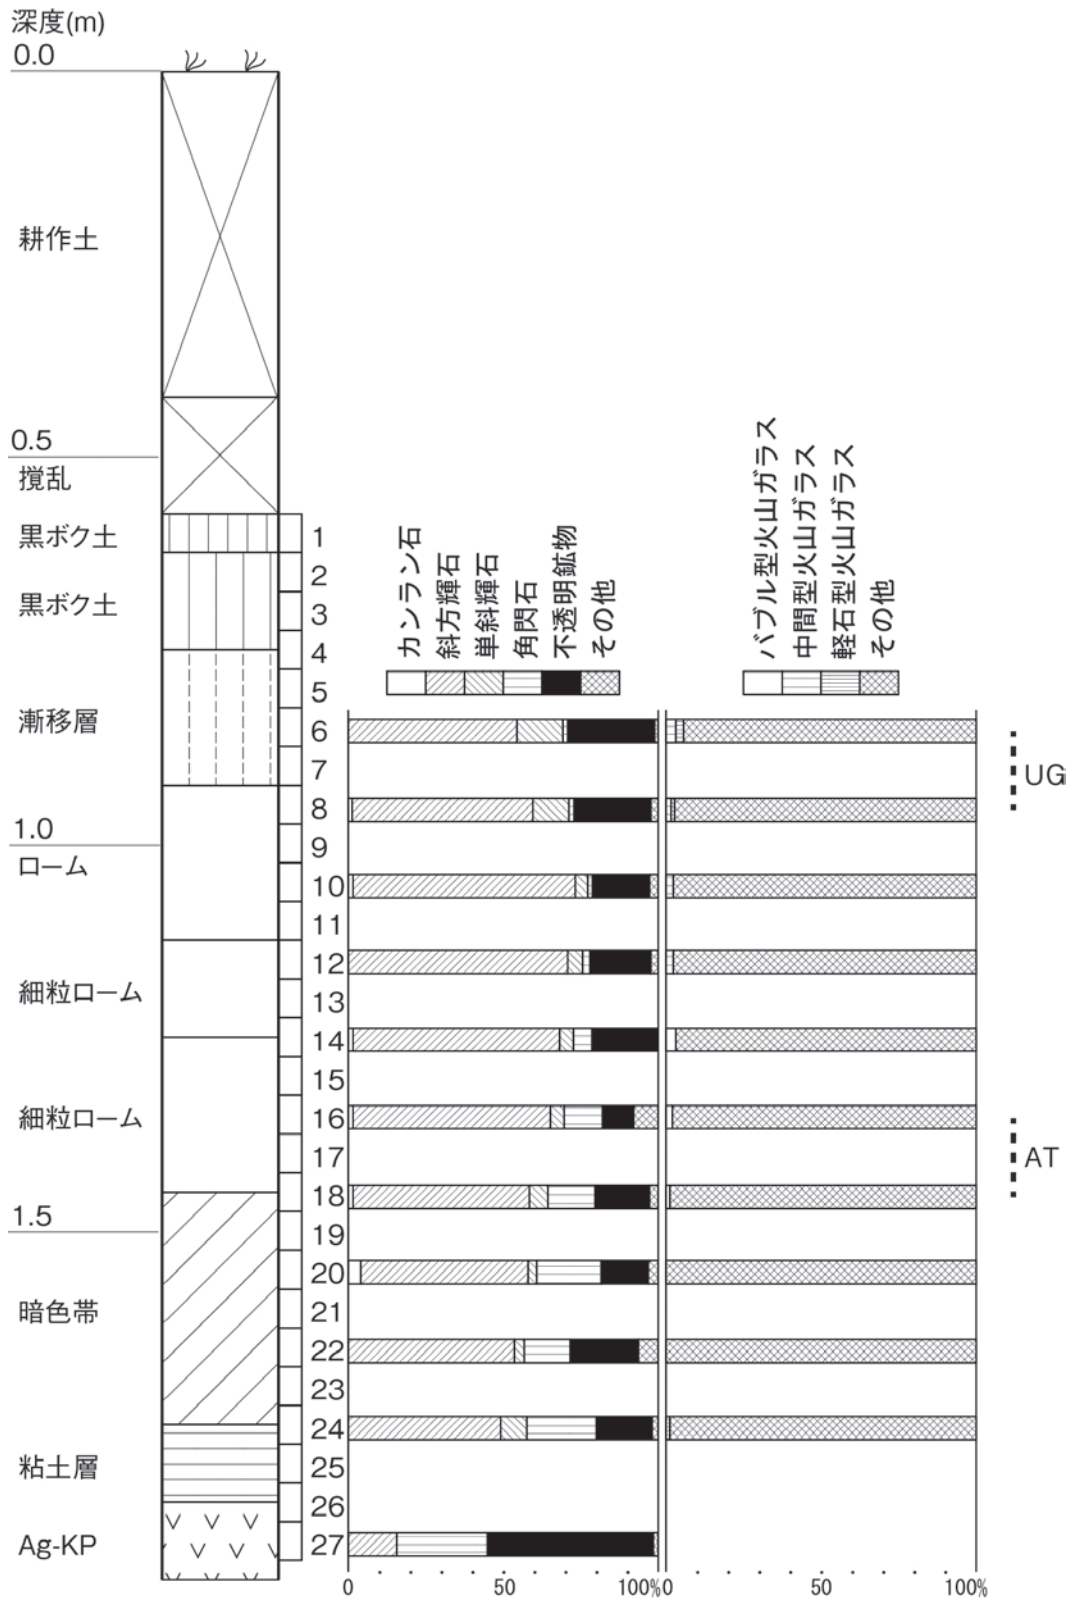 深度(m)
0.0
耕作土
0.5
撹乱
黒ボク土
黒ボク土
漸移層
1.0
ローム
細粒ローム
細粒ローム
1.5
暗色帯
粘土層
Ag-KP
1
2
3
4
5
6
7
8
9
10
11
12
13
14
15
16
17
18
19
20
21
22
23
24
25
26
27
カンラン石
斜方輝石
単斜輝石
角閃石
不透明鉱物
その他
バブル型火山ガラス
中間型火山ガラス
軽石型火山ガラス
その他
UG
AT
0 50 100%
0 50 100%